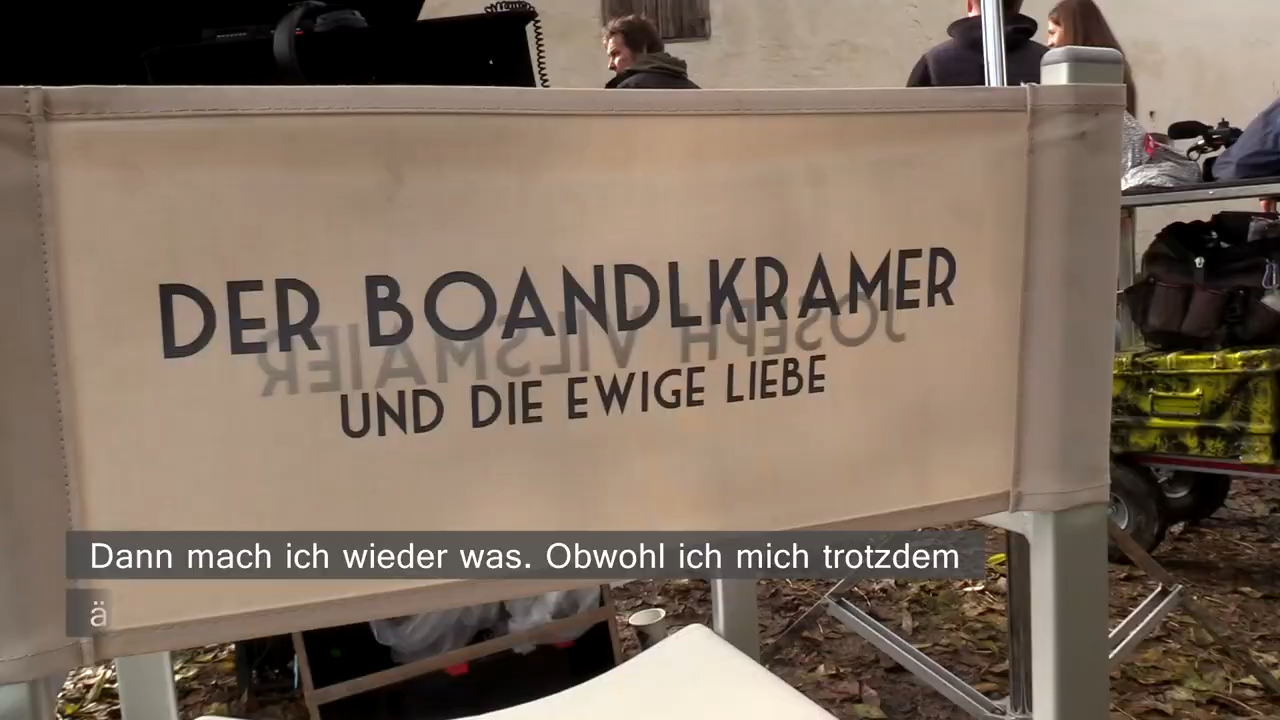 DER BOANDLKRAMER
JOSEPH VILSMAIER
UND DIE EWIGE LIEBE
Dann mach ich wieder was. Obwohl ich mich trotzdem
ä